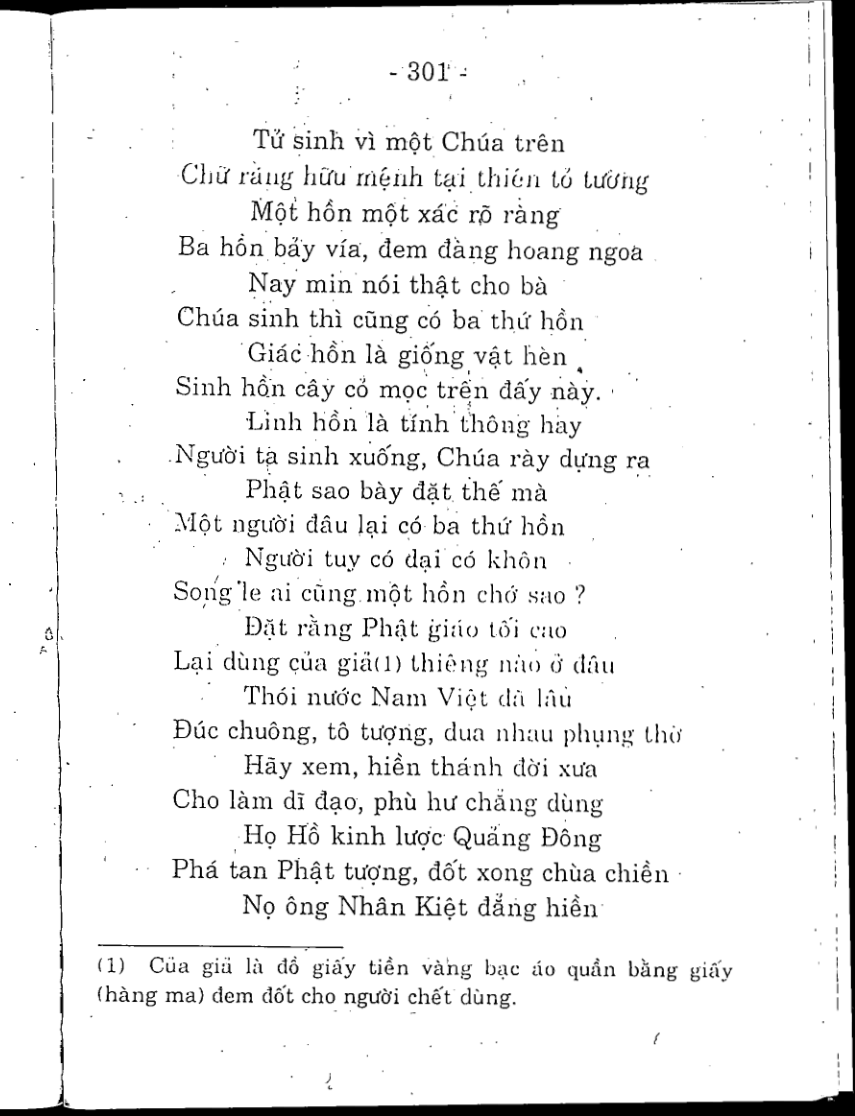 - 301 -
Tử sinh vì một Chúa trên
Chữ rằng hữu mệnh tại thiên tỏ tường
Một hồn một xác rõ ràng
Ba hồn bảy vía, đem đàng hoang ngoa
Nay min nói thật cho bà
Chúa sinh thì cũng có ba thứ hồn
Giác hồn là giống vật hèn
Sinh hồn cây cỏ mọc trên đấy này.
Linh hồn là tính thông hay
Người ta sinh xuống, Chúa rày dựng ra
Phật sao bày đặt thế mà
Một người đâu lại có ba thứ hồn
Người tuy có dại có khôn
Song le ai cũng một hồn chớ sao ?
Đặt rằng Phật giáo tối cao
Lại dùng của giả(1) thiêng nào ở đâu
Thói nước Nam Việt đã lâu
Đúc chuông, tô tượng, dua nhau phụng thờ
Hãy xem, hiền thánh đời xưa
Cho làm dĩ đạo, phù hư chẳng dùng
Họ Hồ kinh lược Quảng Đông
Phá tan Phật tượng, đốt xong chùa chiền
Nọ ông Nhân Kiệt đẳng hiền
(1) Của giả là đồ giấy tiền vàng bạc áo quần bằng giấy
(hàng ma) đem đốt cho người chết dùng.